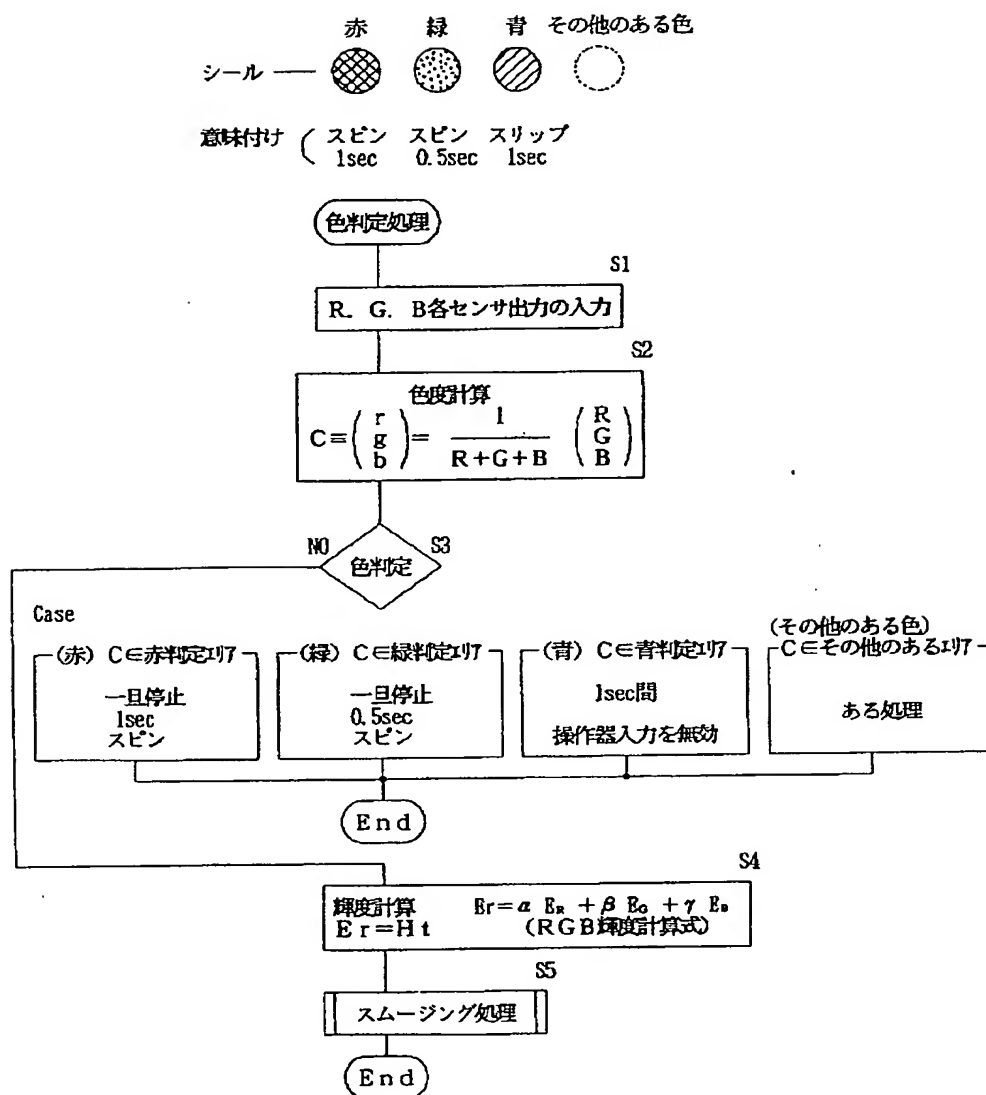 赤 緑 青 その他のある色
シール
意味付け ( スピン スピン スリップ
1sec 0.5sec 1sec
色判定処理
S1
R. G. B各センサ出力の入力
S2
色度計算
C≡(r g b)= 1/(R+G+B) (R G B)
NO S3
色判定
Case
(赤) C∈赤判定エリア
一旦停止
1sec
スピン
(緑) C∈緑判定エリア
一旦停止
0.5sec
スピン
(青) C∈青判定エリア
1sec間
操作器入力を無効
(その他のある色)
C∈その他のあるエリア
ある処理
End
S4
輝度計算 Er=α E_R + β E_G + γ E_B
Er=Ht (RGB輝度計算式)
S5
スムージング処理
End